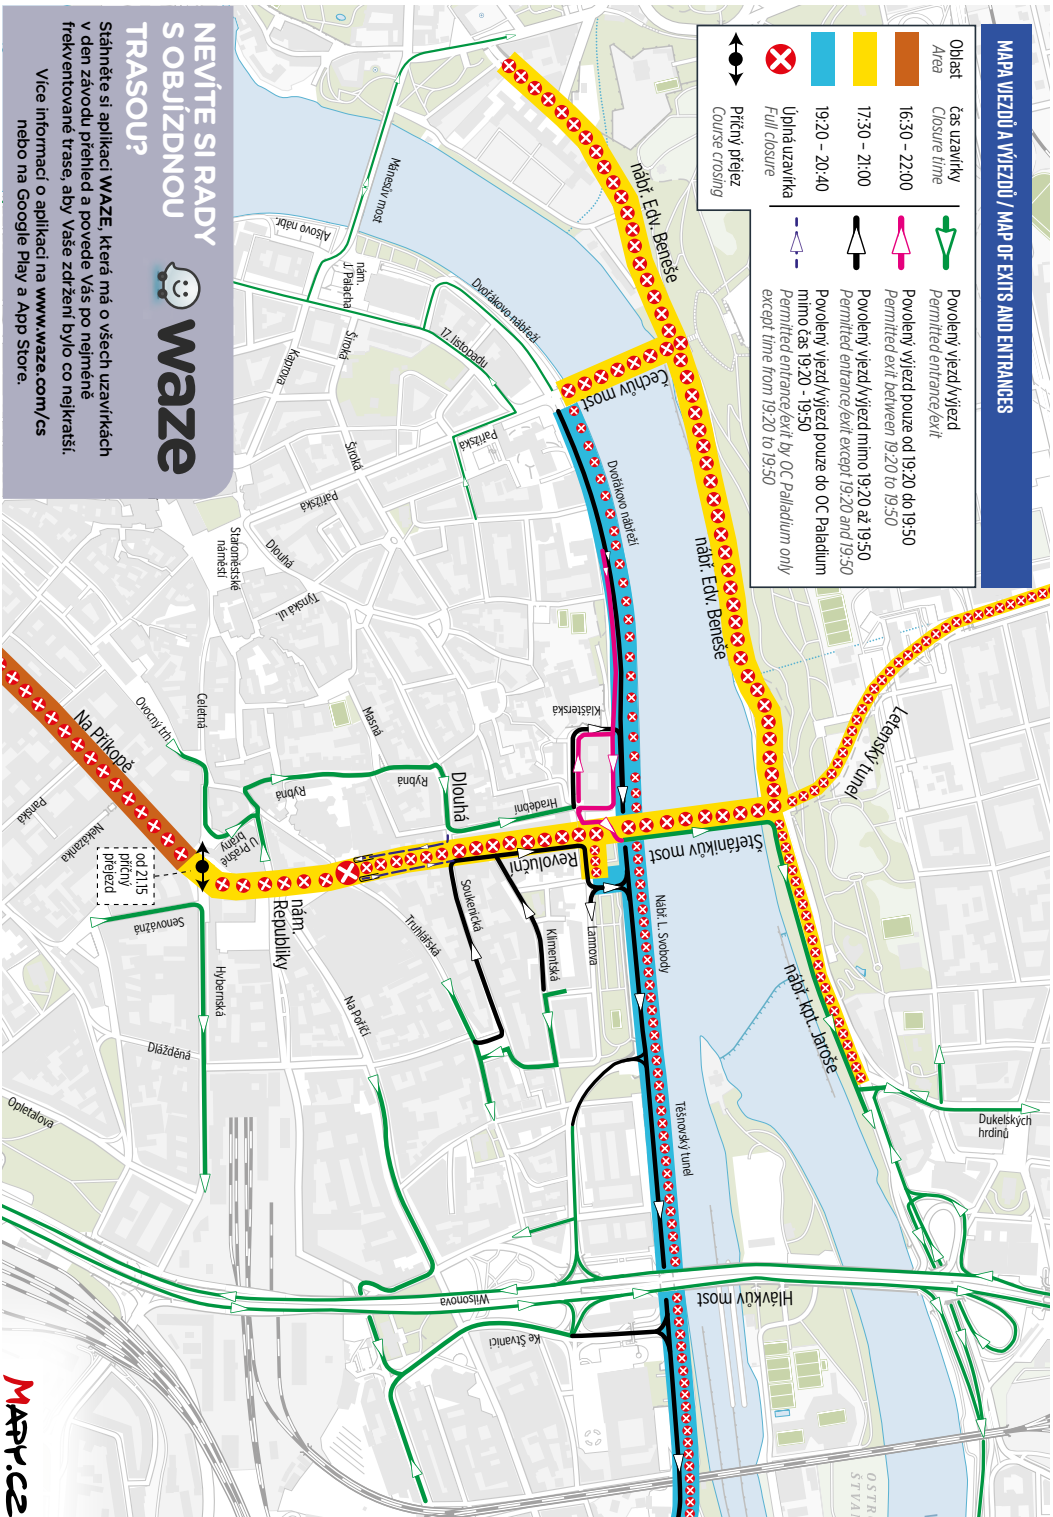 MAPA VJEZDŮ A VÝJEZDŮ / MAP OF EXITS AND ENTRANCES
Oblast
Area
čas uzavírky
Closure time
16:30 – 22:00
17:30 – 21:00
19:20 – 20:40
Úplná uzavírka
Full closure
Příčný přejez
Course crossing
Povolený vjezd/výjezd
Permitted entrance/exit
Povolený výjezd pouze od 19:20 do 19:50
Permitted exit between 19:20 to 19:50
Povolený vjezd/výjezd mimo 19:20 až 19:50
Permitted entrance/exit except 19:20 and 19:50
Povolený vjezd/výjezd pouze do OC Paladium
mimo čas 19:20 - 19:50
Permitted entrance/exit by OC Palladium only
except time from 19:20 to 19:50
nábř. Edv. Beneše
nábř. Edv. Beneše
Letenský tunel
Čechův most
Dvořákovo nábřeží
Dvořákovo nábřeží
Mánesův most
Alšovo nábř.
nám.
J. Palacha
17. listopadu
Široká
Kaprova
Široká
Pařížská
Pařížská
Dlouhá
Staroměstské
náměstí
Týnská ul.
Celetná
Ovocný trh
Masná
Rybná
Rybná
Dlouhá
Hradební
Klášterská
Na Příkopě
Panská
Nekázanka
U Prašné
brány
od 21.15
příčný
přejezd
Senovážná
Hybernská
Dlážděná
Opletalova
nám.
Republiky
Na Poříčí
Truhlářská
Soukenická
Klimentská
Revoluční
Lannova
Štefánikův most
Nábř. L. Svobody
Těšnovský tunel
nábř. kpt. Jaroše
Dukelských
hrdinů
Hlávkův most
Wilsonova
Ke Štvanici
OSTR
ŠTVA
NEVÍTE SI RADY
S OBJÍZDNOU
TRASOU?
waze
Stáhněte si aplikaci WAZE, která má o všech uzavírkách
v den závodu přehled a povede Vás po nejméně
frekventované trase, aby Vaše zdržení bylo co nejkratší.
Více informací o aplikaci na www.waze.com/cs
nebo na Google Play a App Store.
MAPY.CZ